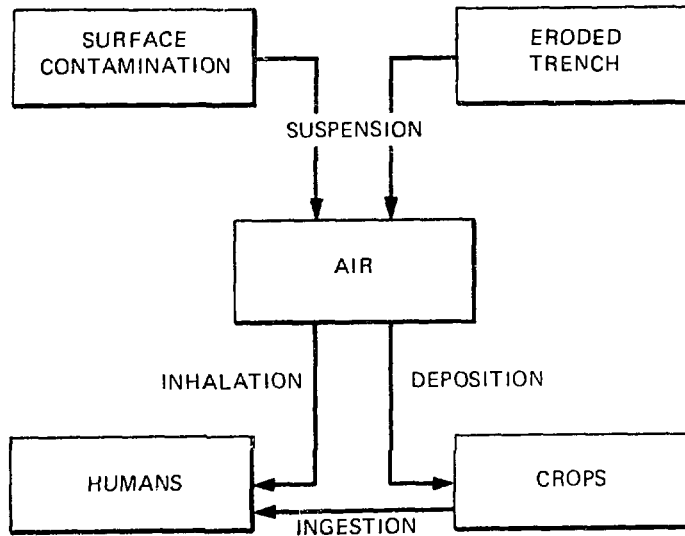 SURFACE
CONTAMINATION
ERODED
TRENCH
SUSPENSION
AIR
INHALATION
DEPOSITION
HUMANS
CROPS
INGESTION